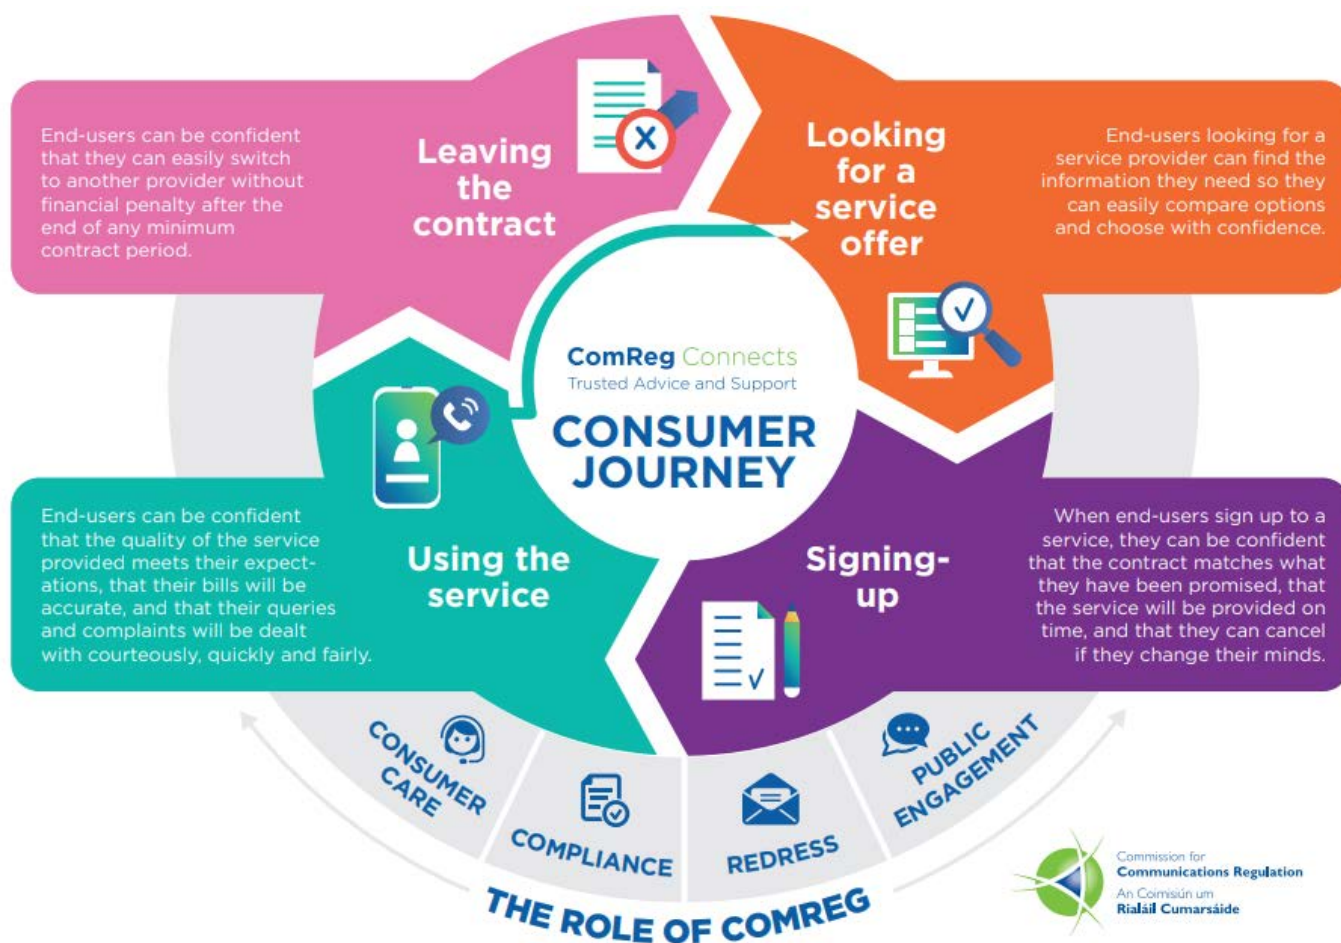 Leaving
the
contract
End-users can be confident
that they can easily switch
to another provider without
financial penalty after the
end of any minimum
contract period.
Looking
for a
service
offer
End-users looking for a
service provider can find the
information they need so they
can easily compare options
and choose with confidence.
ComReg Connects
Trusted Advice and Support
CONSUMER
JOURNEY
Using the
service
End-users can be confident
that the quality of the service
provided meets their expect-
ations, that their bills will be
accurate, and that their queries
and complaints will be dealt
with courteously, quickly and fairly.
Signing-
up
When end-users sign up to a
service, they can be confident
that the contract matches what
they have been promised, that
the service will be provided on
time, and that they can cancel
if they change their minds.
CONSUMER
CARE
COMPLIANCE
REDRESS
PUBLIC
ENGAGEMENT
THE ROLE OF COMREG
Commission for
Communications Regulation
An Coimisiún um
Rialáil Cumarsáide